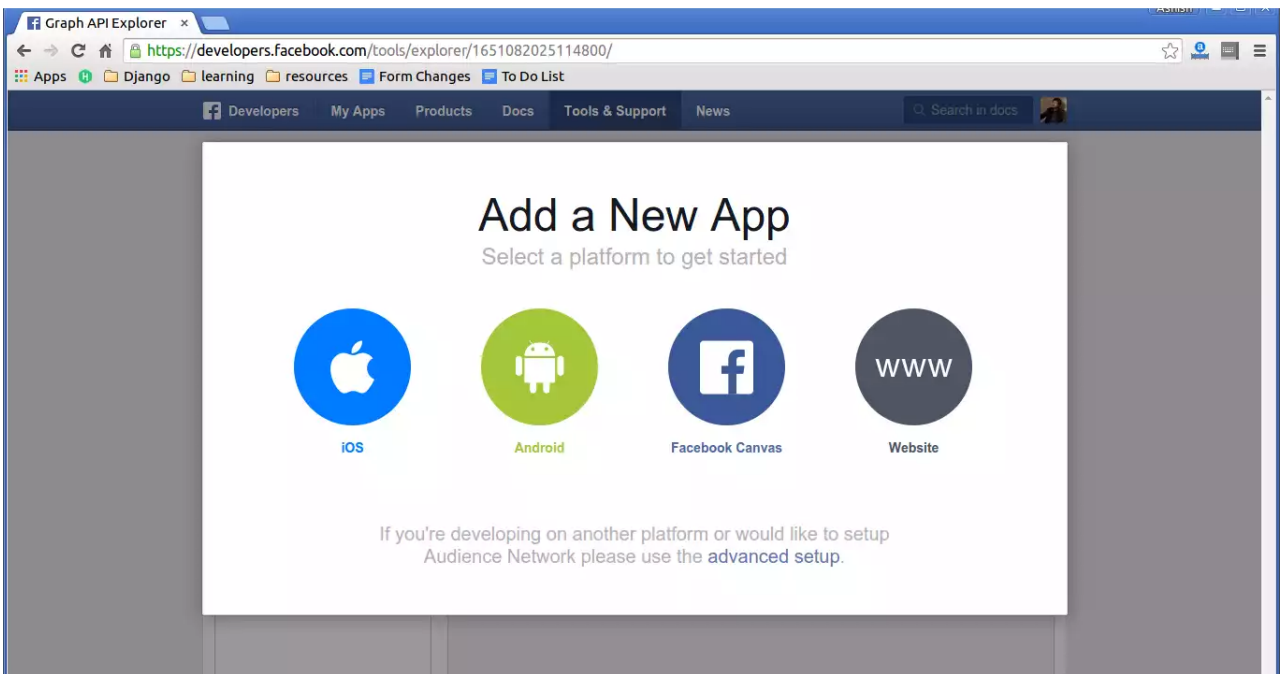 Ashish
Graph API Explorer ×
https://developers.facebook.com/tools/explorer/1651082025114800/
Apps Django learning resources Form Changes To Do List
Developers My Apps Products Docs Tools & Support News Search in docs
Add a New App
Select a platform to get started
www
iOS Android Facebook Canvas Website
If you're developing on another platform or would like to setup
Audience Network please use the advanced setup.